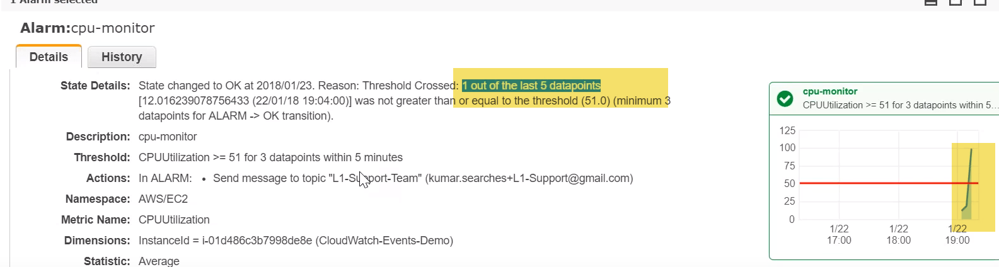 1 Alarm selected
Alarm:cpu-monitor
Details History
State Details: State changed to OK at 2018/01/23. Reason: Threshold Crossed: 1 out of the last 5 datapoints
[12.016239078756433 (22/01/18 19:04:00)] was not greater than or equal to the threshold (51.0) (minimum 3
datapoints for ALARM -> OK transition).
Description: cpu-monitor
Threshold: CPUUtilization >= 51 for 3 datapoints within 5 minutes
Actions: In ALARM: • Send message to topic "L1-Support-Team" (kumar.searches+L1-Support@gmail.com)
Namespace: AWS/EC2
Metric Name: CPUUtilization
Dimensions: InstanceId = i-01d486c3b7998de8e (CloudWatch-Events-Demo)
Statistic: Average
cpu-monitor
CPUUtilization >= 51 for 3 datapoints within 5...
125
100
75
50
25
0
1/22 1/22 1/22
17:00 18:00 19:00